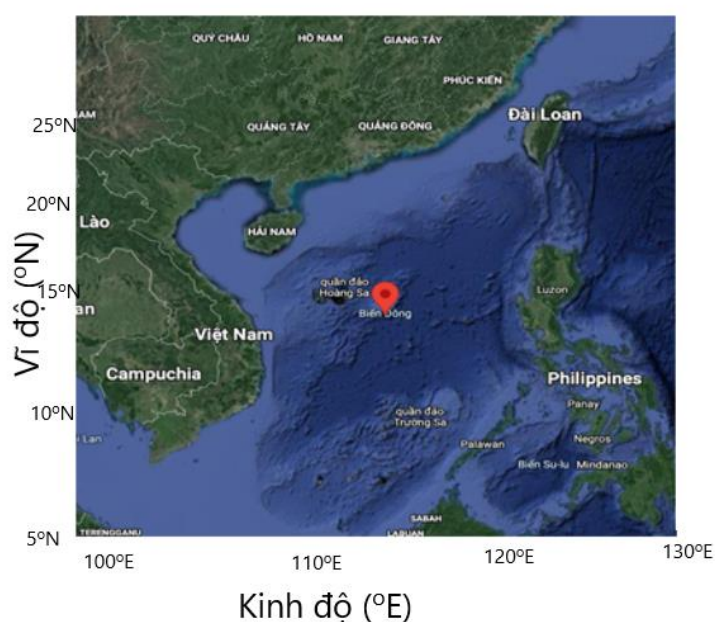 QUÝ CHÂU
HỒ NAM
GIANG TÂY
PHÚC KIẾN
Đài Loan
25ºN
QUẢNG TÂY
QUẢNG ĐÔNG
20ºN
Lào
HẢI NAM
15ºN
quần đảo
Hoàng Sa
Biển Đông
Luzon
Việt Nam
Campuchia
Philippines
Panay
10ºN
quần đảo
Trường Sa
Palawan
Negros
Biển Su-lu
Mindanao
SABAH
LABUAN
TERENGGANU
5ºN
100ºE
110ºE
120ºE
130ºE
Vĩ độ (ºN)
Kinh độ (ºE)